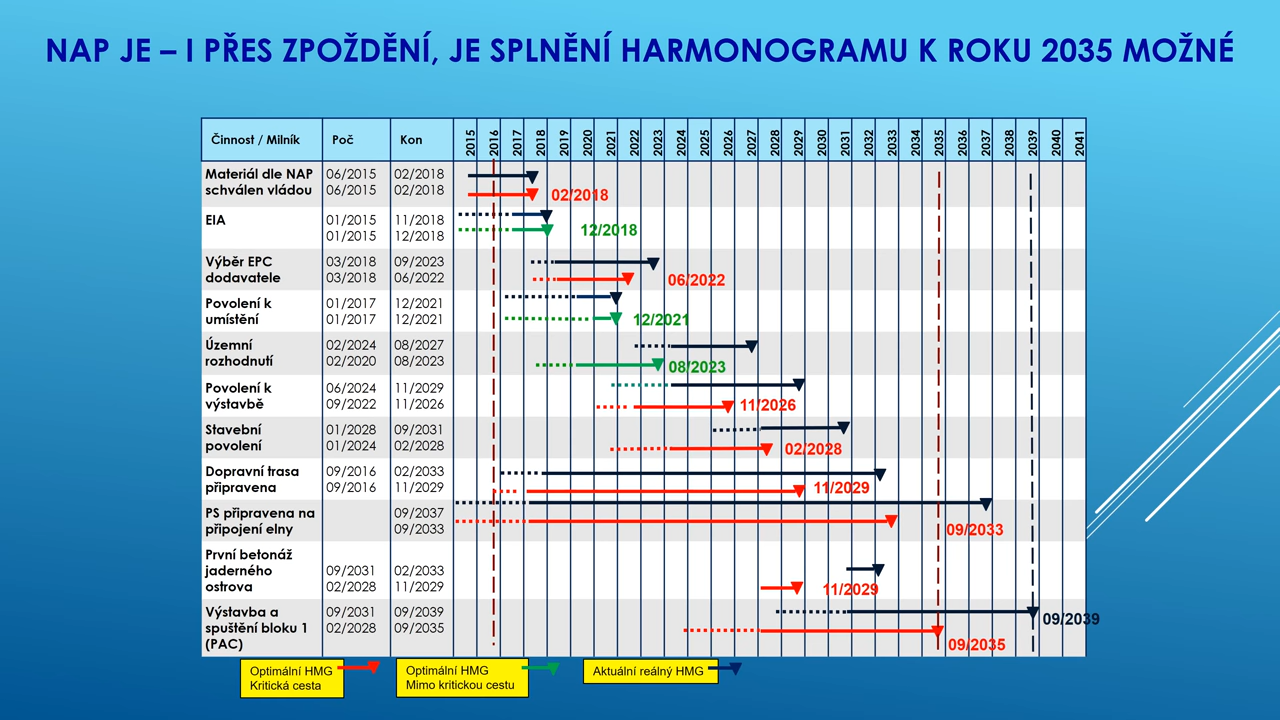 NAP JE – I PŘES ZPOŽDĚNÍ, JE SPLNĚNÍ HARMONOGRAMU K ROKU 2035 MOŽNÉ
Činnost / Milník Poč Kon 2015 2016 2017 2018 2019 2020 2021 2022 2023 2024 2025 2026 2027 2028 2029 2030 2031 2032 2033 2034 2035 2036 2037 2038 2039 2040 2041
Materiál dle NAP 06/2015 02/2018
schválen vládou 06/2015 02/2018 02/2018
EIA 01/2015 11/2018
01/2015 12/2018 12/2018
Výběr EPC 03/2018 09/2023
dodavatele 03/2018 06/2022 06/2022
Povolení k 01/2017 12/2021
umístění 01/2017 12/2021 12/2021
Územní 02/2024 08/2027
rozhodnutí 02/2020 08/2023 08/2023
Povolení k 06/2024 11/2029
výstavbě 09/2022 11/2026 11/2026
Stavební 01/2028 09/2031
povolení 01/2024 02/2028 02/2028
Dopravní trasa 09/2016 02/2033
připravena 09/2016 11/2029 11/2029
PS připravena na 09/2037
připojení elny 09/2033 09/2033
První betonáž
jaderného 09/2031 02/2033
ostrova 02/2028 11/2029 11/2029
Výstavba a 09/2031 09/2039 09/2039
spuštění bloku 1 02/2028 09/2035
(PAC) 09/2035
Optimální HMG
Kritická cesta
Optimální HMG
Mimo kritickou cestu
Aktuální reálný HMG